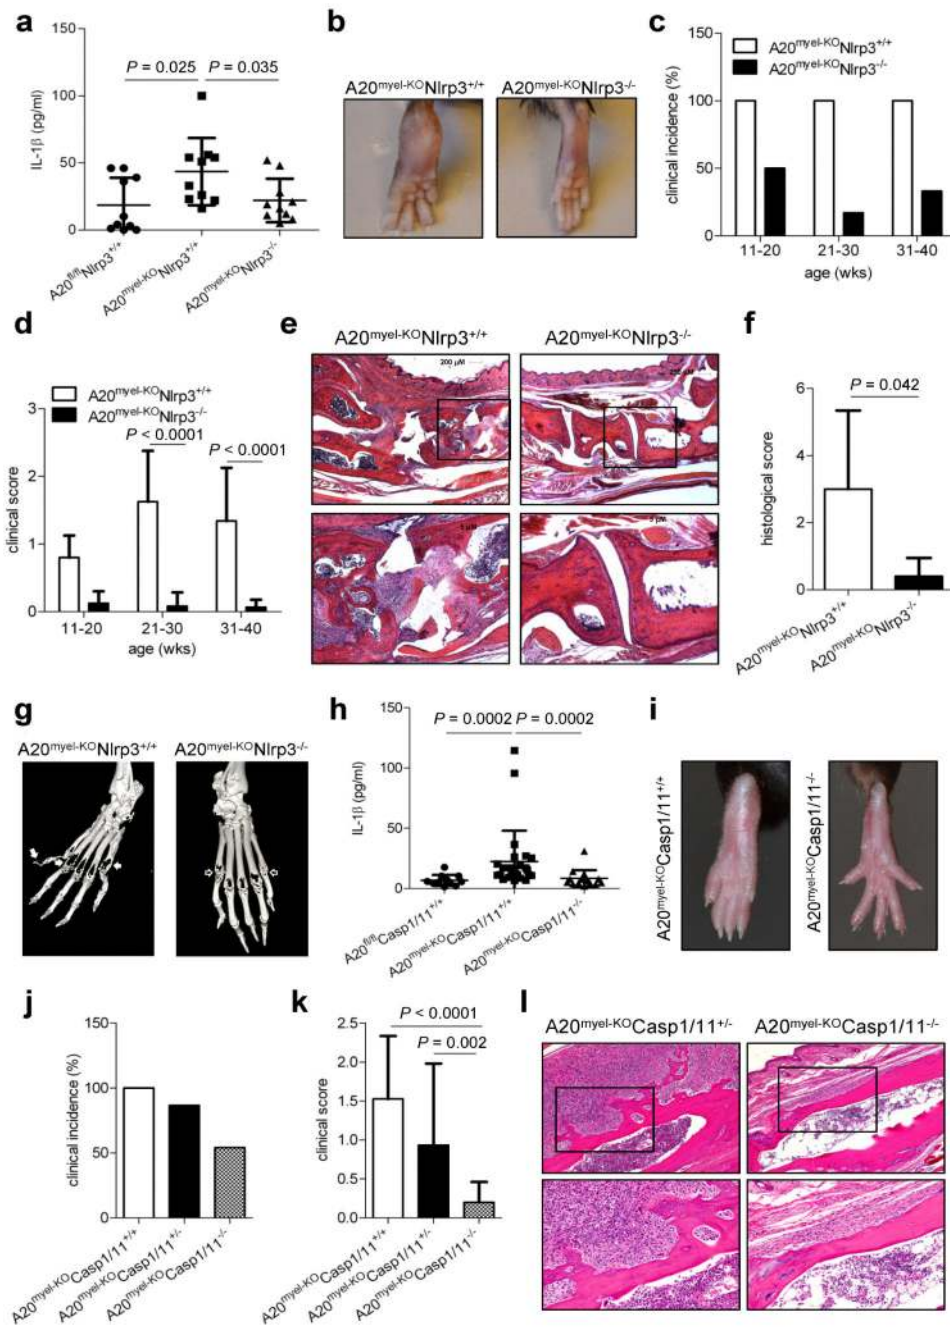 a
150
100
50
0
IL-1β (pg/ml)
P = 0.025
P = 0.035
A20fl/flNlrp3+/+
A20myel-KONlrp3+/+
A20myel-KONlrp3-/-
b
A20myel-KONlrp3+/+
A20myel-KONlrp3-/-
c
A20myel-KONlrp3+/+
A20myel-KONlrp3-/-
150
100
50
0
clinical incidence (%)
11-20
21-30
31-40
age (wks)
d
A20myel-KONlrp3+/+
A20myel-KONlrp3-/-
3
2
1
0
clinical score
P < 0.0001
P < 0.0001
11-20
21-30
31-40
age (wks)
e
A20myel-KONlrp3+/+
A20myel-KONlrp3-/-
200 µM
f
6
4
2
0
histological score
P = 0.042
A20myel-KONlrp3+/+
A20myel-KONlrp3-/-
g
A20myel-KONlrp3+/+
A20myel-KONlrp3-/-
h
150
100
50
0
IL-1β (pg/ml)
P = 0.0002
P = 0.0002
A20fl/flCasp1/11+/+
A20myel-KOCasp1/11+/+
A20myel-KOCasp1/11-/-
i
A20myel-KOCasp1/11+/+
A20myel-KOCasp1/11-/-
j
150
100
50
0
clinical incidence (%)
A20myel-KOCasp1/11+/+
A20myel-KOCasp1/11+/-
A20myel-KOCasp1/11-/-
k
2.5
2.0
1.5
1.0
0.5
0.0
clinical score
P < 0.0001
P = 0.002
A20myel-KOCasp1/11+/+
A20myel-KOCasp1/11+/-
A20myel-KOCasp1/11-/-
l
A20myel-KOCasp1/11+/-
A20myel-KOCasp1/11-/-